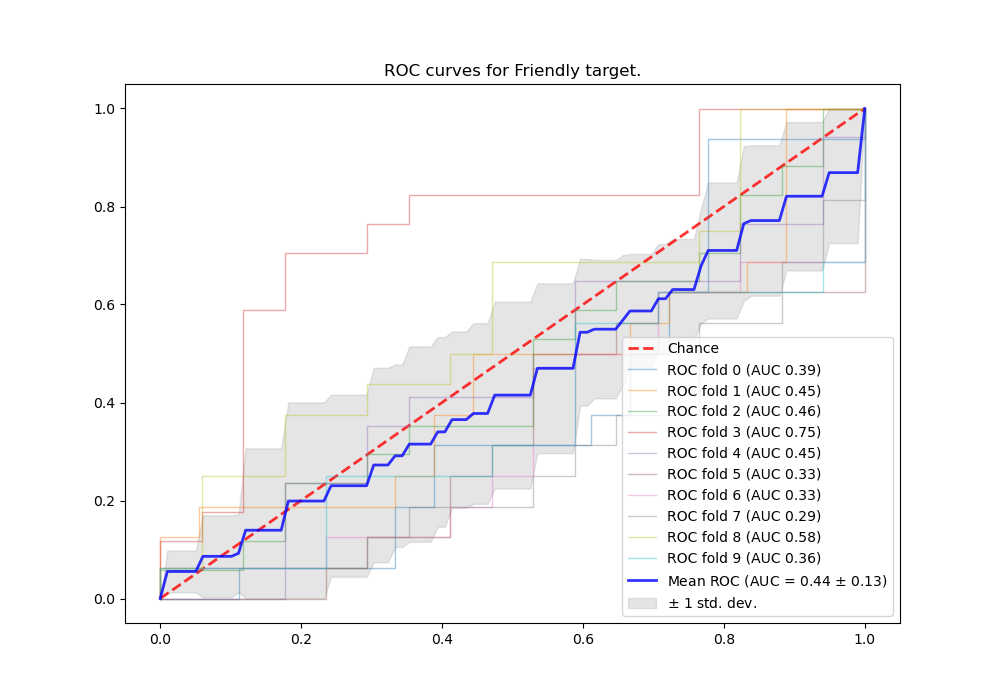 ROC curves for Friendly target.
1.0
0.8
0.6
0.4
0.2
0.0
0.0 0.2 0.4 0.6 0.8 1.0
Chance
ROC fold 0 (AUC 0.39)
ROC fold 1 (AUC 0.45)
ROC fold 2 (AUC 0.46)
ROC fold 3 (AUC 0.75)
ROC fold 4 (AUC 0.45)
ROC fold 5 (AUC 0.33)
ROC fold 6 (AUC 0.33)
ROC fold 7 (AUC 0.29)
ROC fold 8 (AUC 0.58)
ROC fold 9 (AUC 0.36)
Mean ROC (AUC = 0.44 ± 0.13)
± 1 std. dev.